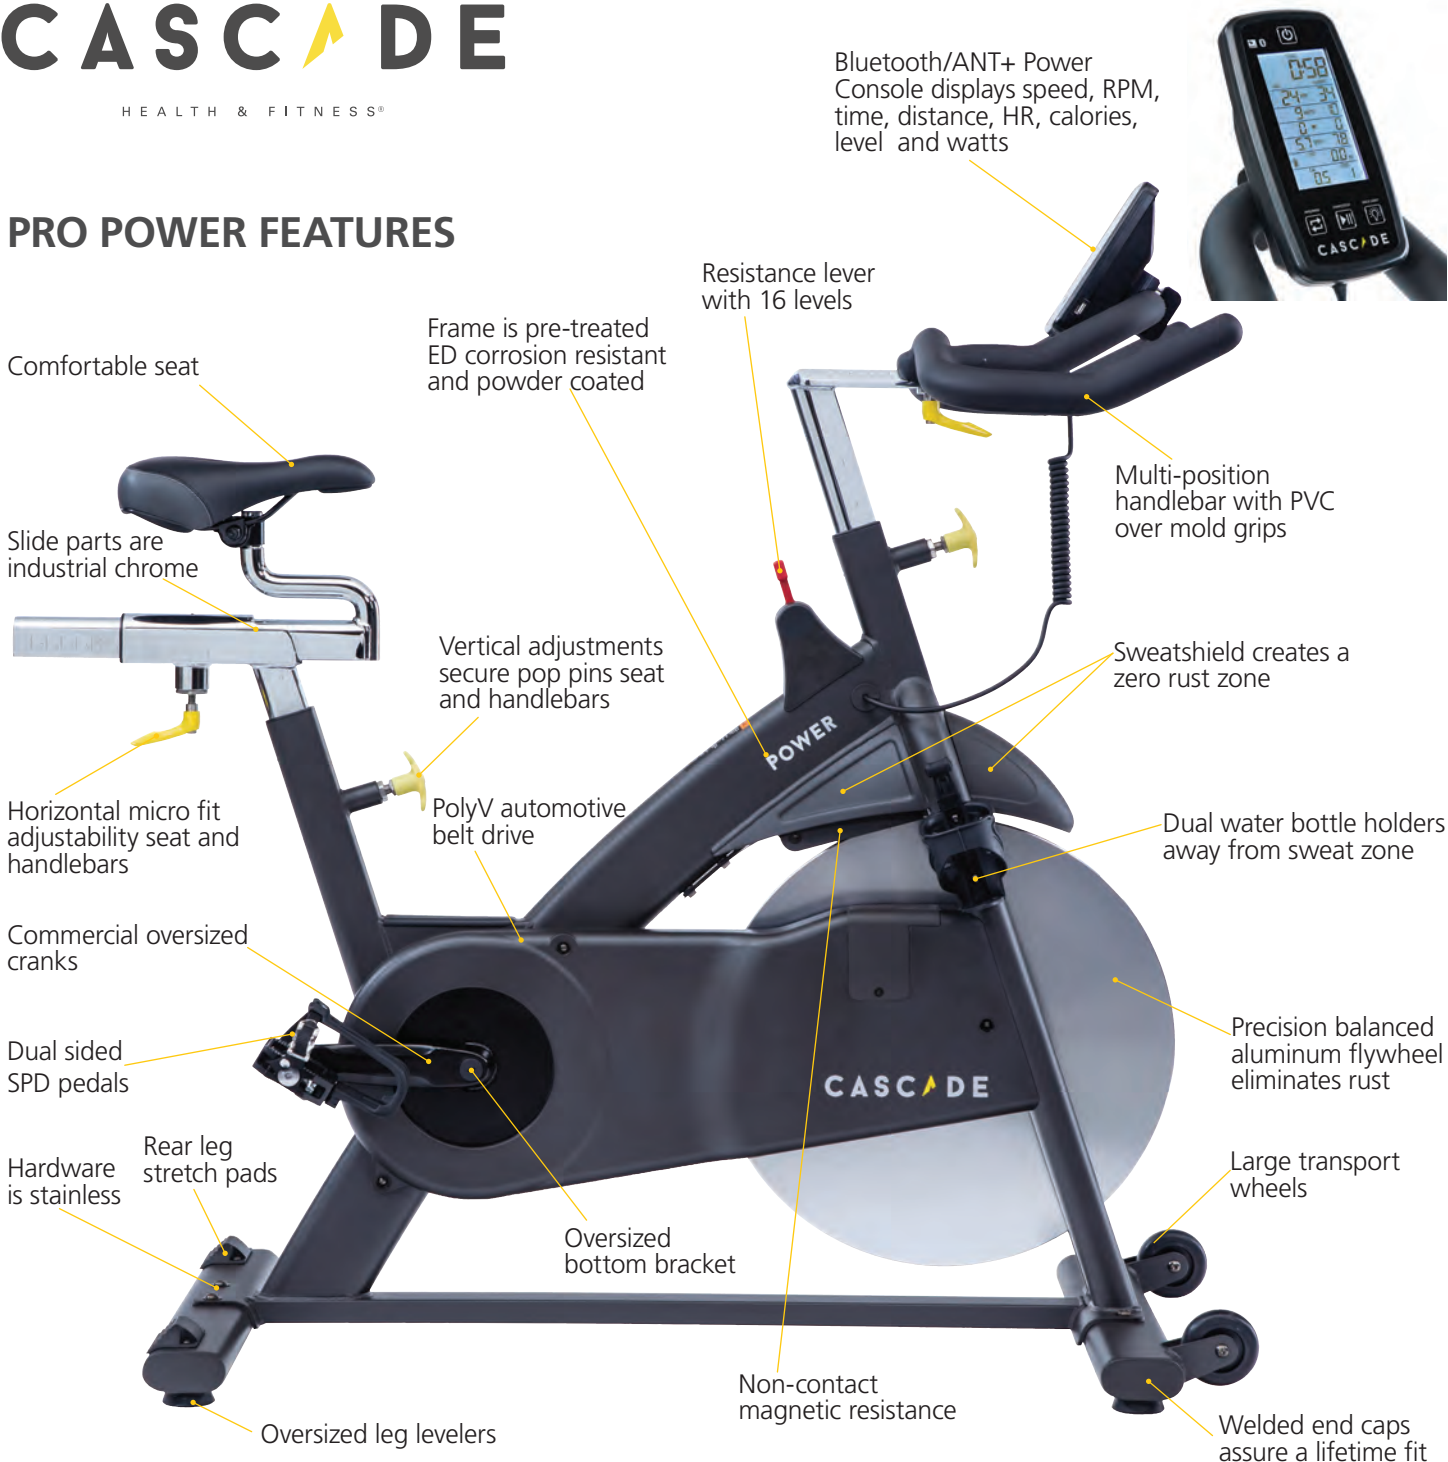 CASCADE
HEALTH & FITNESS®
Bluetooth/ANT+ Power
Console displays speed, RPM,
time, distance, HR, calories,
level and watts
0:58
CASCADE
PRO POWER FEATURES
Resistance lever
with 16 levels
Frame is pre-treated
ED corrosion resistant
and powder coated
Comfortable seat
Multi-position
handlebar with PVC
over mold grips
Slide parts are
industrial chrome
Vertical adjustments
secure pop pins seat
and handlebars
Sweatshield creates a
zero rust zone
POWER
Horizontal micro fit
adjustability seat and
handlebars
PolyV automotive
belt drive
Dual water bottle holders
away from sweat zone
Commercial oversized
cranks
Precision balanced
aluminum flywheel
eliminates rust
Dual sided
SPD pedals
CASCADE
Rear leg
stretch pads
Hardware
is stainless
Large transport
wheels
Oversized
bottom bracket
Non-contact
magnetic resistance
Oversized leg levelers
Welded end caps
assure a lifetime fit